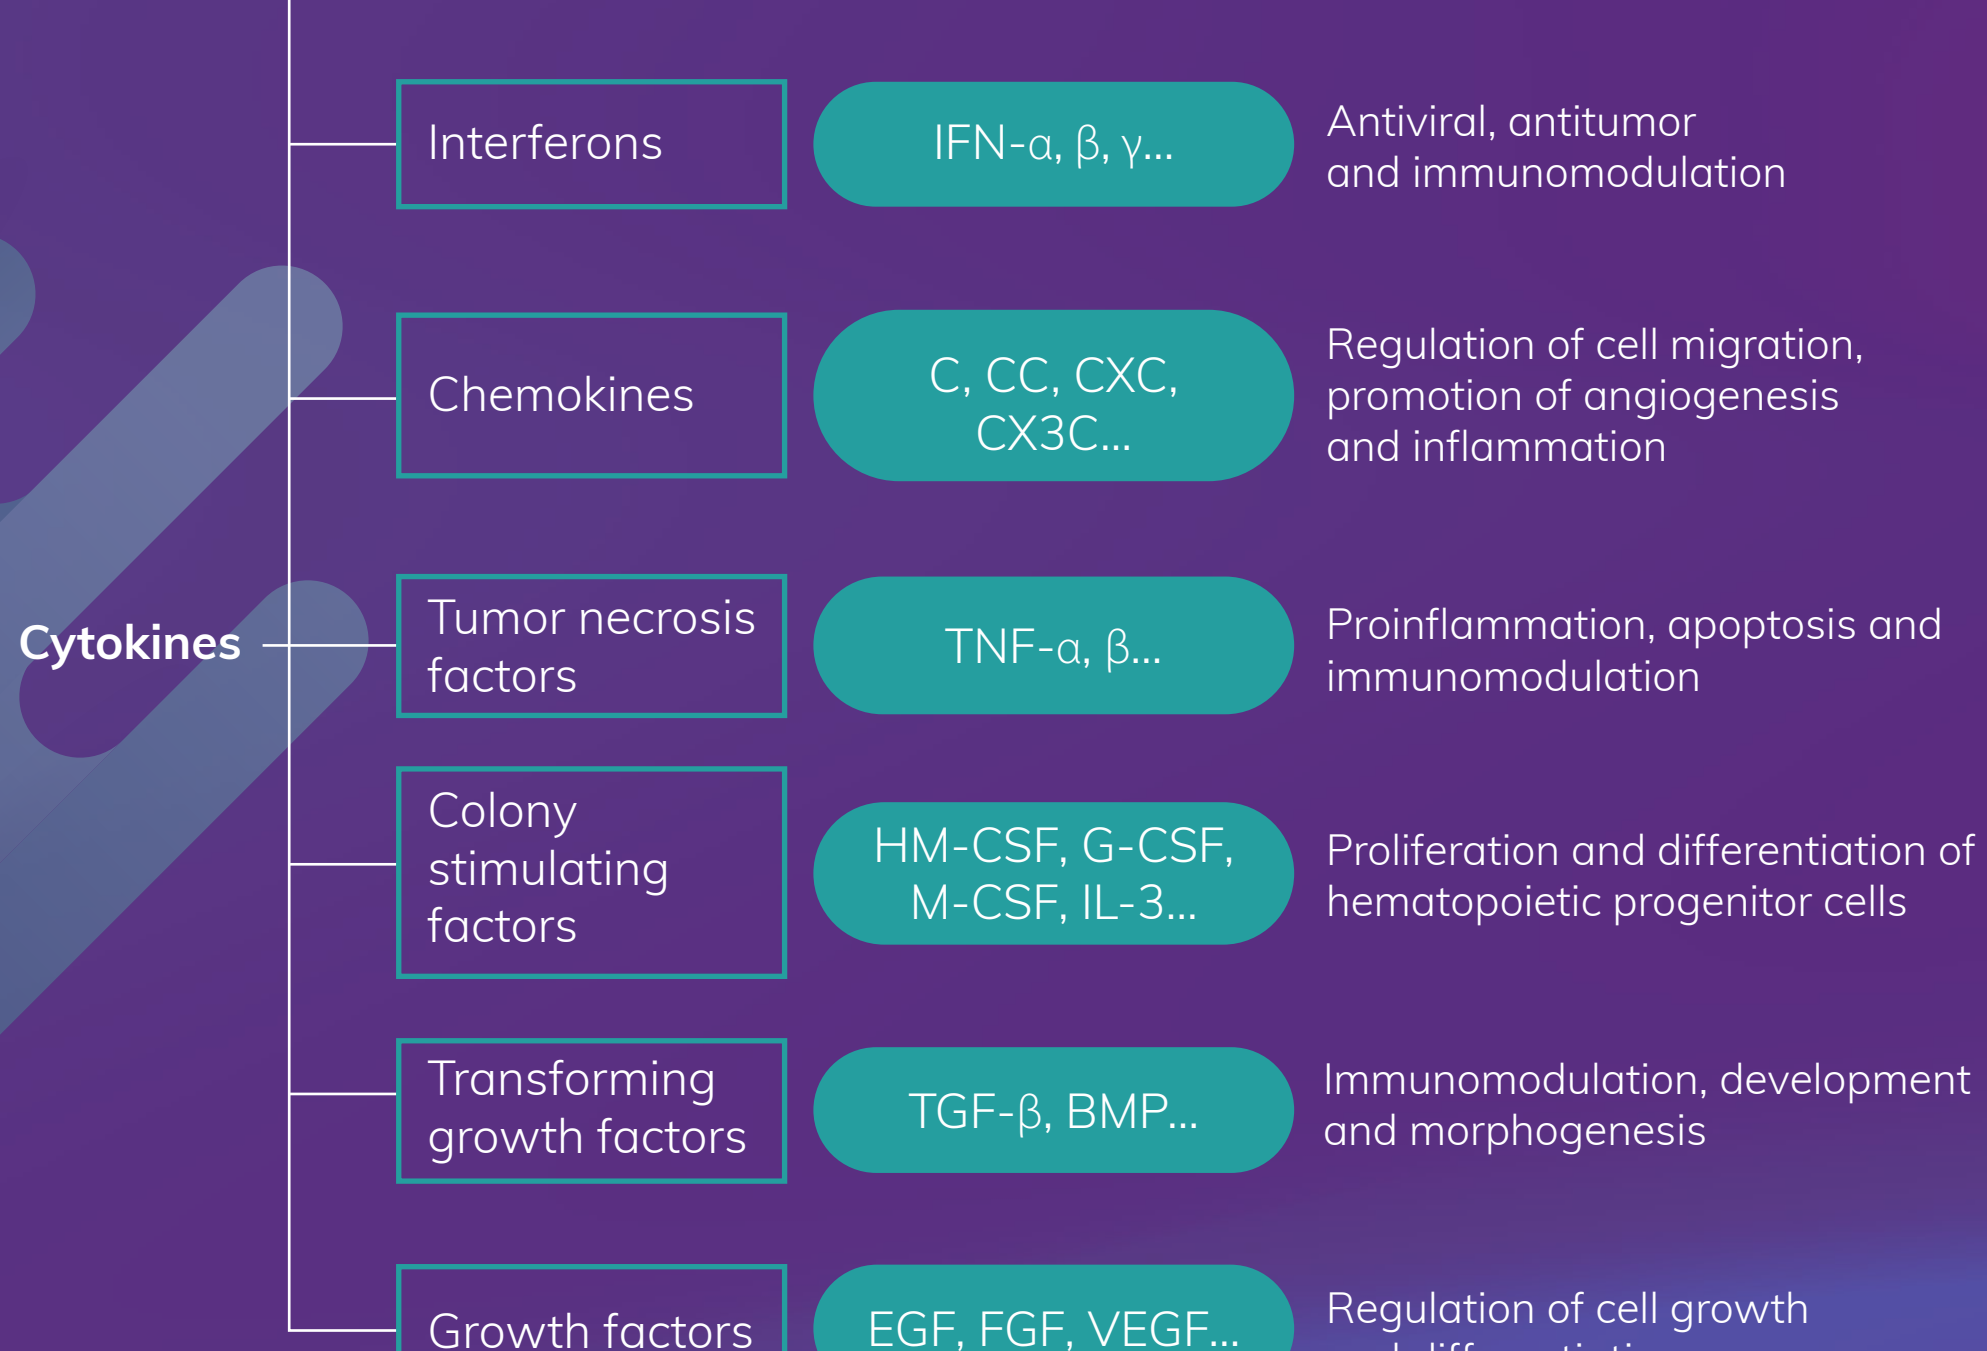 Interferons
IFN-α, β, γ...
Antiviral, antitumor
and immunomodulation
Chemokines
C, CC, CXC,
CX3C...
Regulation of cell migration,
promotion of angiogenesis
and inflammation
Cytokines
Tumor necrosis
factors
TNF-α, β...
Proinflammation, apoptosis and
immunomodulation
Colony
stimulating
factors
HM-CSF, G-CSF,
M-CSF, IL-3...
Proliferation and differentiation of
hematopoietic progenitor cells
Transforming
growth factors
TGF-β, BMP...
Immunomodulation, development
and morphogenesis
Growth factors
EGF, FGF, VEGF...
Regulation of cell growth